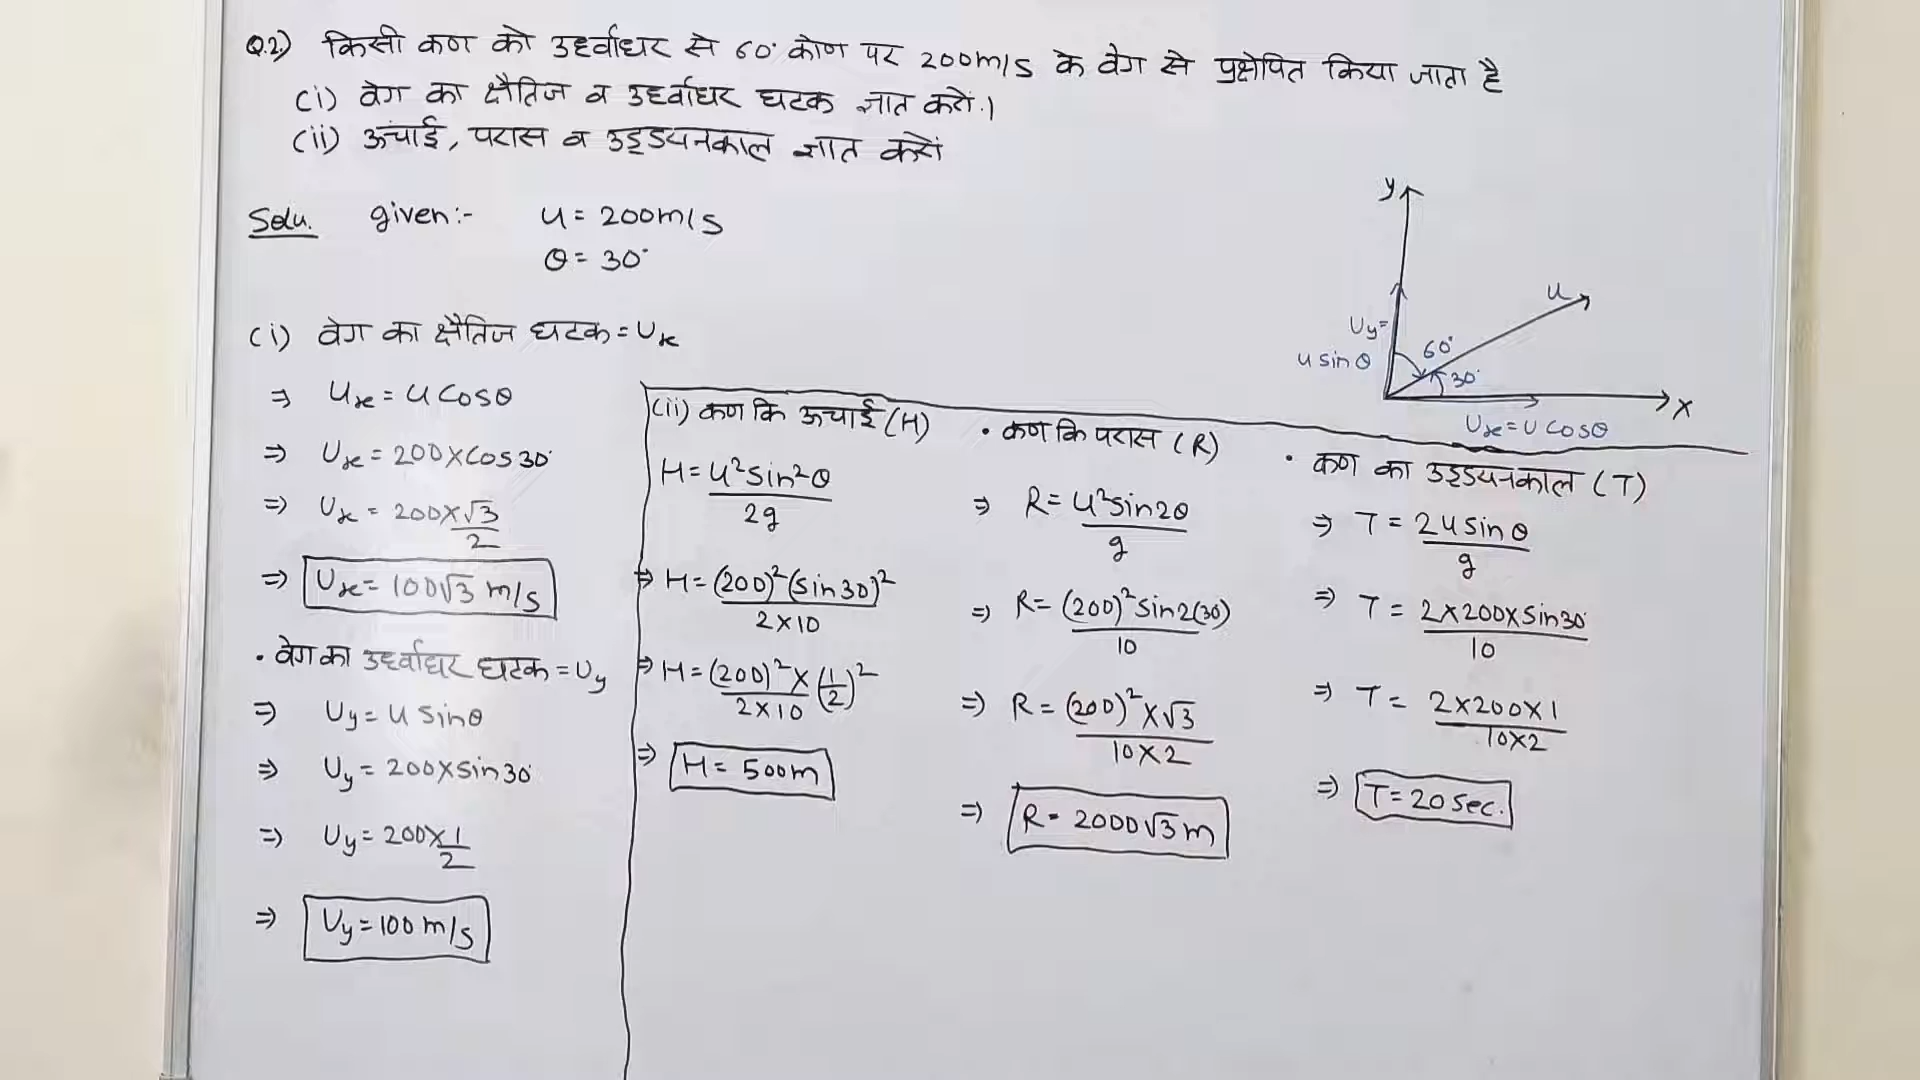 Q.2) किसी कण को उर्ध्वाधर से 60° कोण पर 200m/s के वेग से प्रक्षेपित किया जाता है
(i) वेग का क्षैतिज व उर्ध्वाधर घटक ज्ञात करो।
(ii) ऊंचाई, परास व उड्डयनकाल ज्ञात करों
Solu. given:- u = 200m/s
θ = 30°
y
u
Uy=
u sinθ
60°
30°
x
Ux = u cosθ
(i) वेग का क्षैतिज घटक = Ux
⇒ Ux = u cosθ
⇒ Ux = 200×cos30°
⇒ Ux = 200×√3/2
⇒ Ux = 100√3 m/s
• वेग का उर्ध्वाधर घटक = Uy
⇒ Uy = u sinθ
⇒ Uy = 200×sin30°
⇒ Uy = 200×1/2
⇒ Uy = 100 m/s
(ii) कण कि ऊचाई (H)
H = u²sin²θ/2g
⇒ H = (200)²(sin30)²/2×10
⇒ H = (200)²/2×10 × (1/2)²
⇒ H = 500m
• कण कि परास (R)
⇒ R = u²sin2θ/g
⇒ R = (200)²sin2(30)/10
⇒ R = (200)²×√3/10×2
⇒ R = 2000√3 m
• कण का उड्डयनकाल (T)
⇒ T = 2u sinθ/g
⇒ T = 2×200×sin30°/10
⇒ T = 2×200×1/10×2
⇒ T = 20 sec.